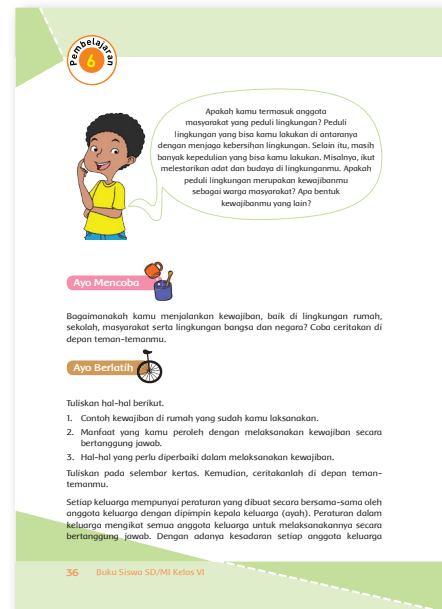 Pembelajaran
6
Apakah kamu termasuk anggota
masyarakat yang peduli lingkungan? Peduli
lingkungan yang bisa kamu lakukan di antaranya
dengan menjaga kebersihan lingkungan. Selain itu, masih
banyak kepedulian yang bisa kamu lakukan. Misalnya, ikut
melestarikan adat dan budaya di lingkunganmu. Apakah
peduli lingkungan merupakan kewajibanmu
sebagai warga masyarakat? Apa bentuk
kewajibanmu yang lain?
Ayo Mencoba
Bagaimanakah kamu menjalankan kewajiban, baik di lingkungan rumah,
sekolah, masyarakat serta lingkungan bangsa dan negara? Coba ceritakan di
depan teman-temanmu.
Ayo Berlatih
Tuliskan hal-hal berikut.
1. Contoh kewajiban di rumah yang sudah kamu laksanakan.
2. Manfaat yang kamu peroleh dengan melaksanakan kewajiban secara
bertanggung jawab.
3. Hal-hal yang perlu diperbaiki dalam melaksanakan kewajiban.
Tuliskan pada selembar kertas. Kemudian, ceritakanlah di depan teman-
temanmu.
Setiap keluarga mempunyai peraturan yang dibuat secara bersama-sama oleh
anggota keluarga dengan dipimpin kepala keluarga (ayah). Peraturan dalam
keluarga mengikat semua anggota keluarga untuk melaksanakannya secara
bertanggung jawab. Dengan adanya kesadaran setiap anggota keluarga
36 Buku Siswa SD/MI Kelas VI